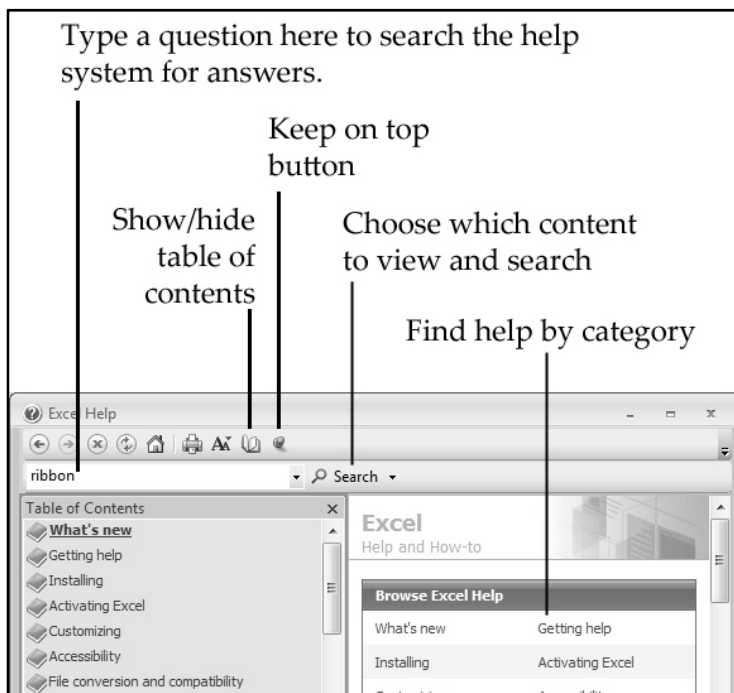 Type a question here to search the help
system for answers.
Keep on top
button
Show/hide
table of
contents
Choose which content
to view and search
Find help by category
Excel Help
ribbon
Search
Table of Contents
What's new
Getting help
Installing
Activating Excel
Customizing
Accessibility
File conversion and compatibility
Excel
Help and How-to
Browse Excel Help
What's new Getting help
Installing Activating Excel